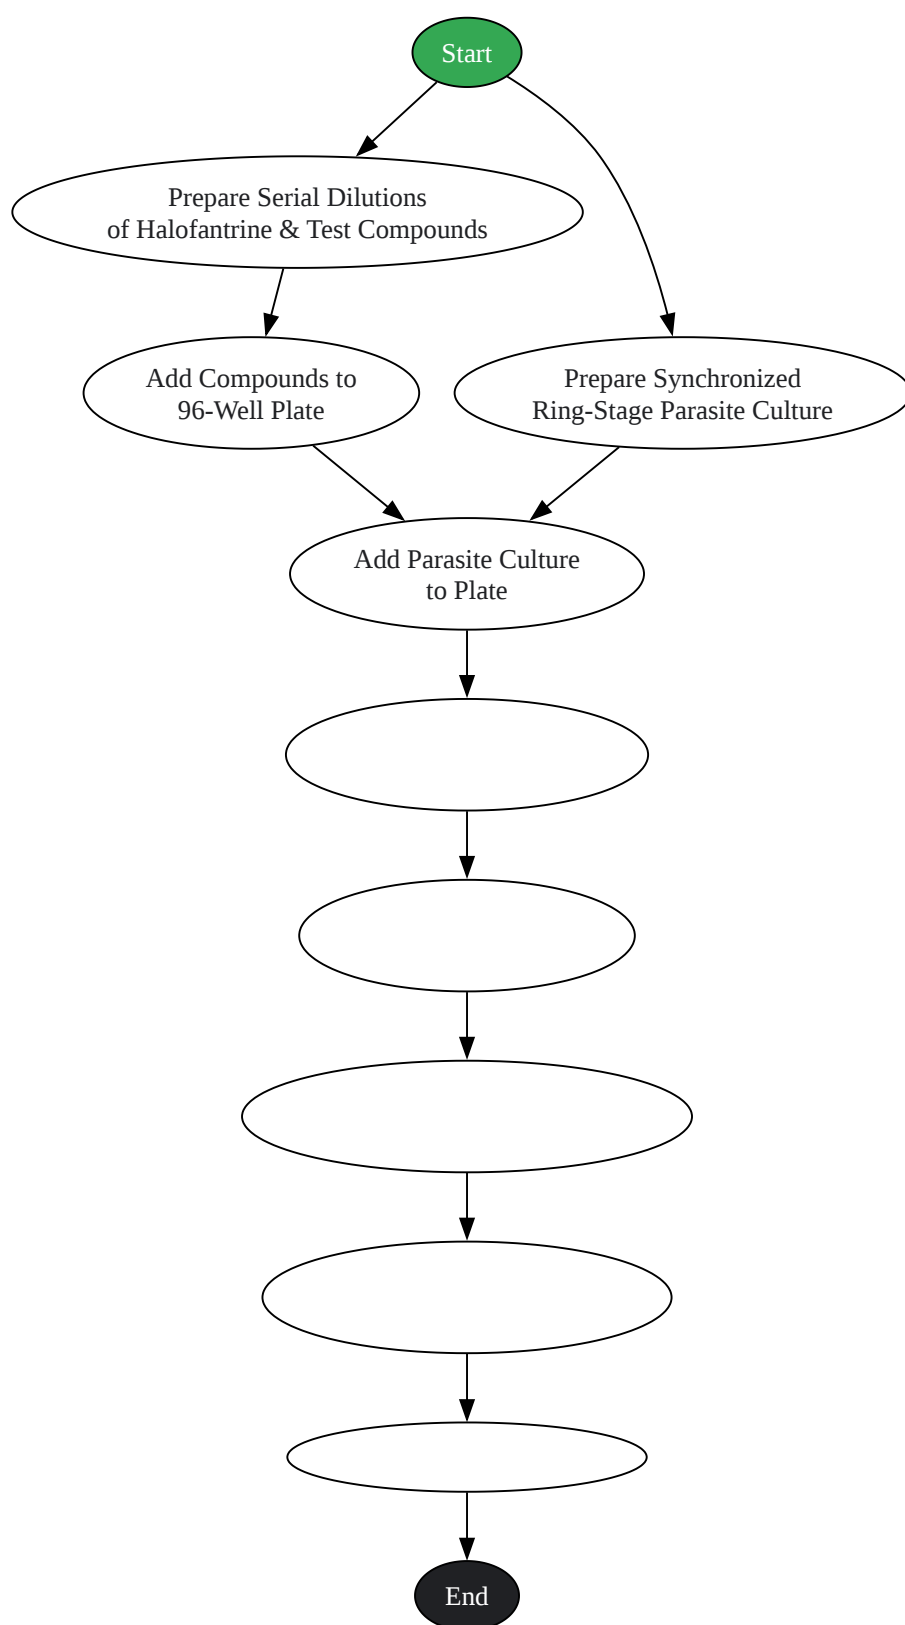 Start
Prepare Serial Dilutions
of Halofantrine & Test Compounds
Add Compounds to
96-Well Plate
Prepare Synchronized
Ring-Stage Parasite Culture
Add Parasite Culture
to Plate
End